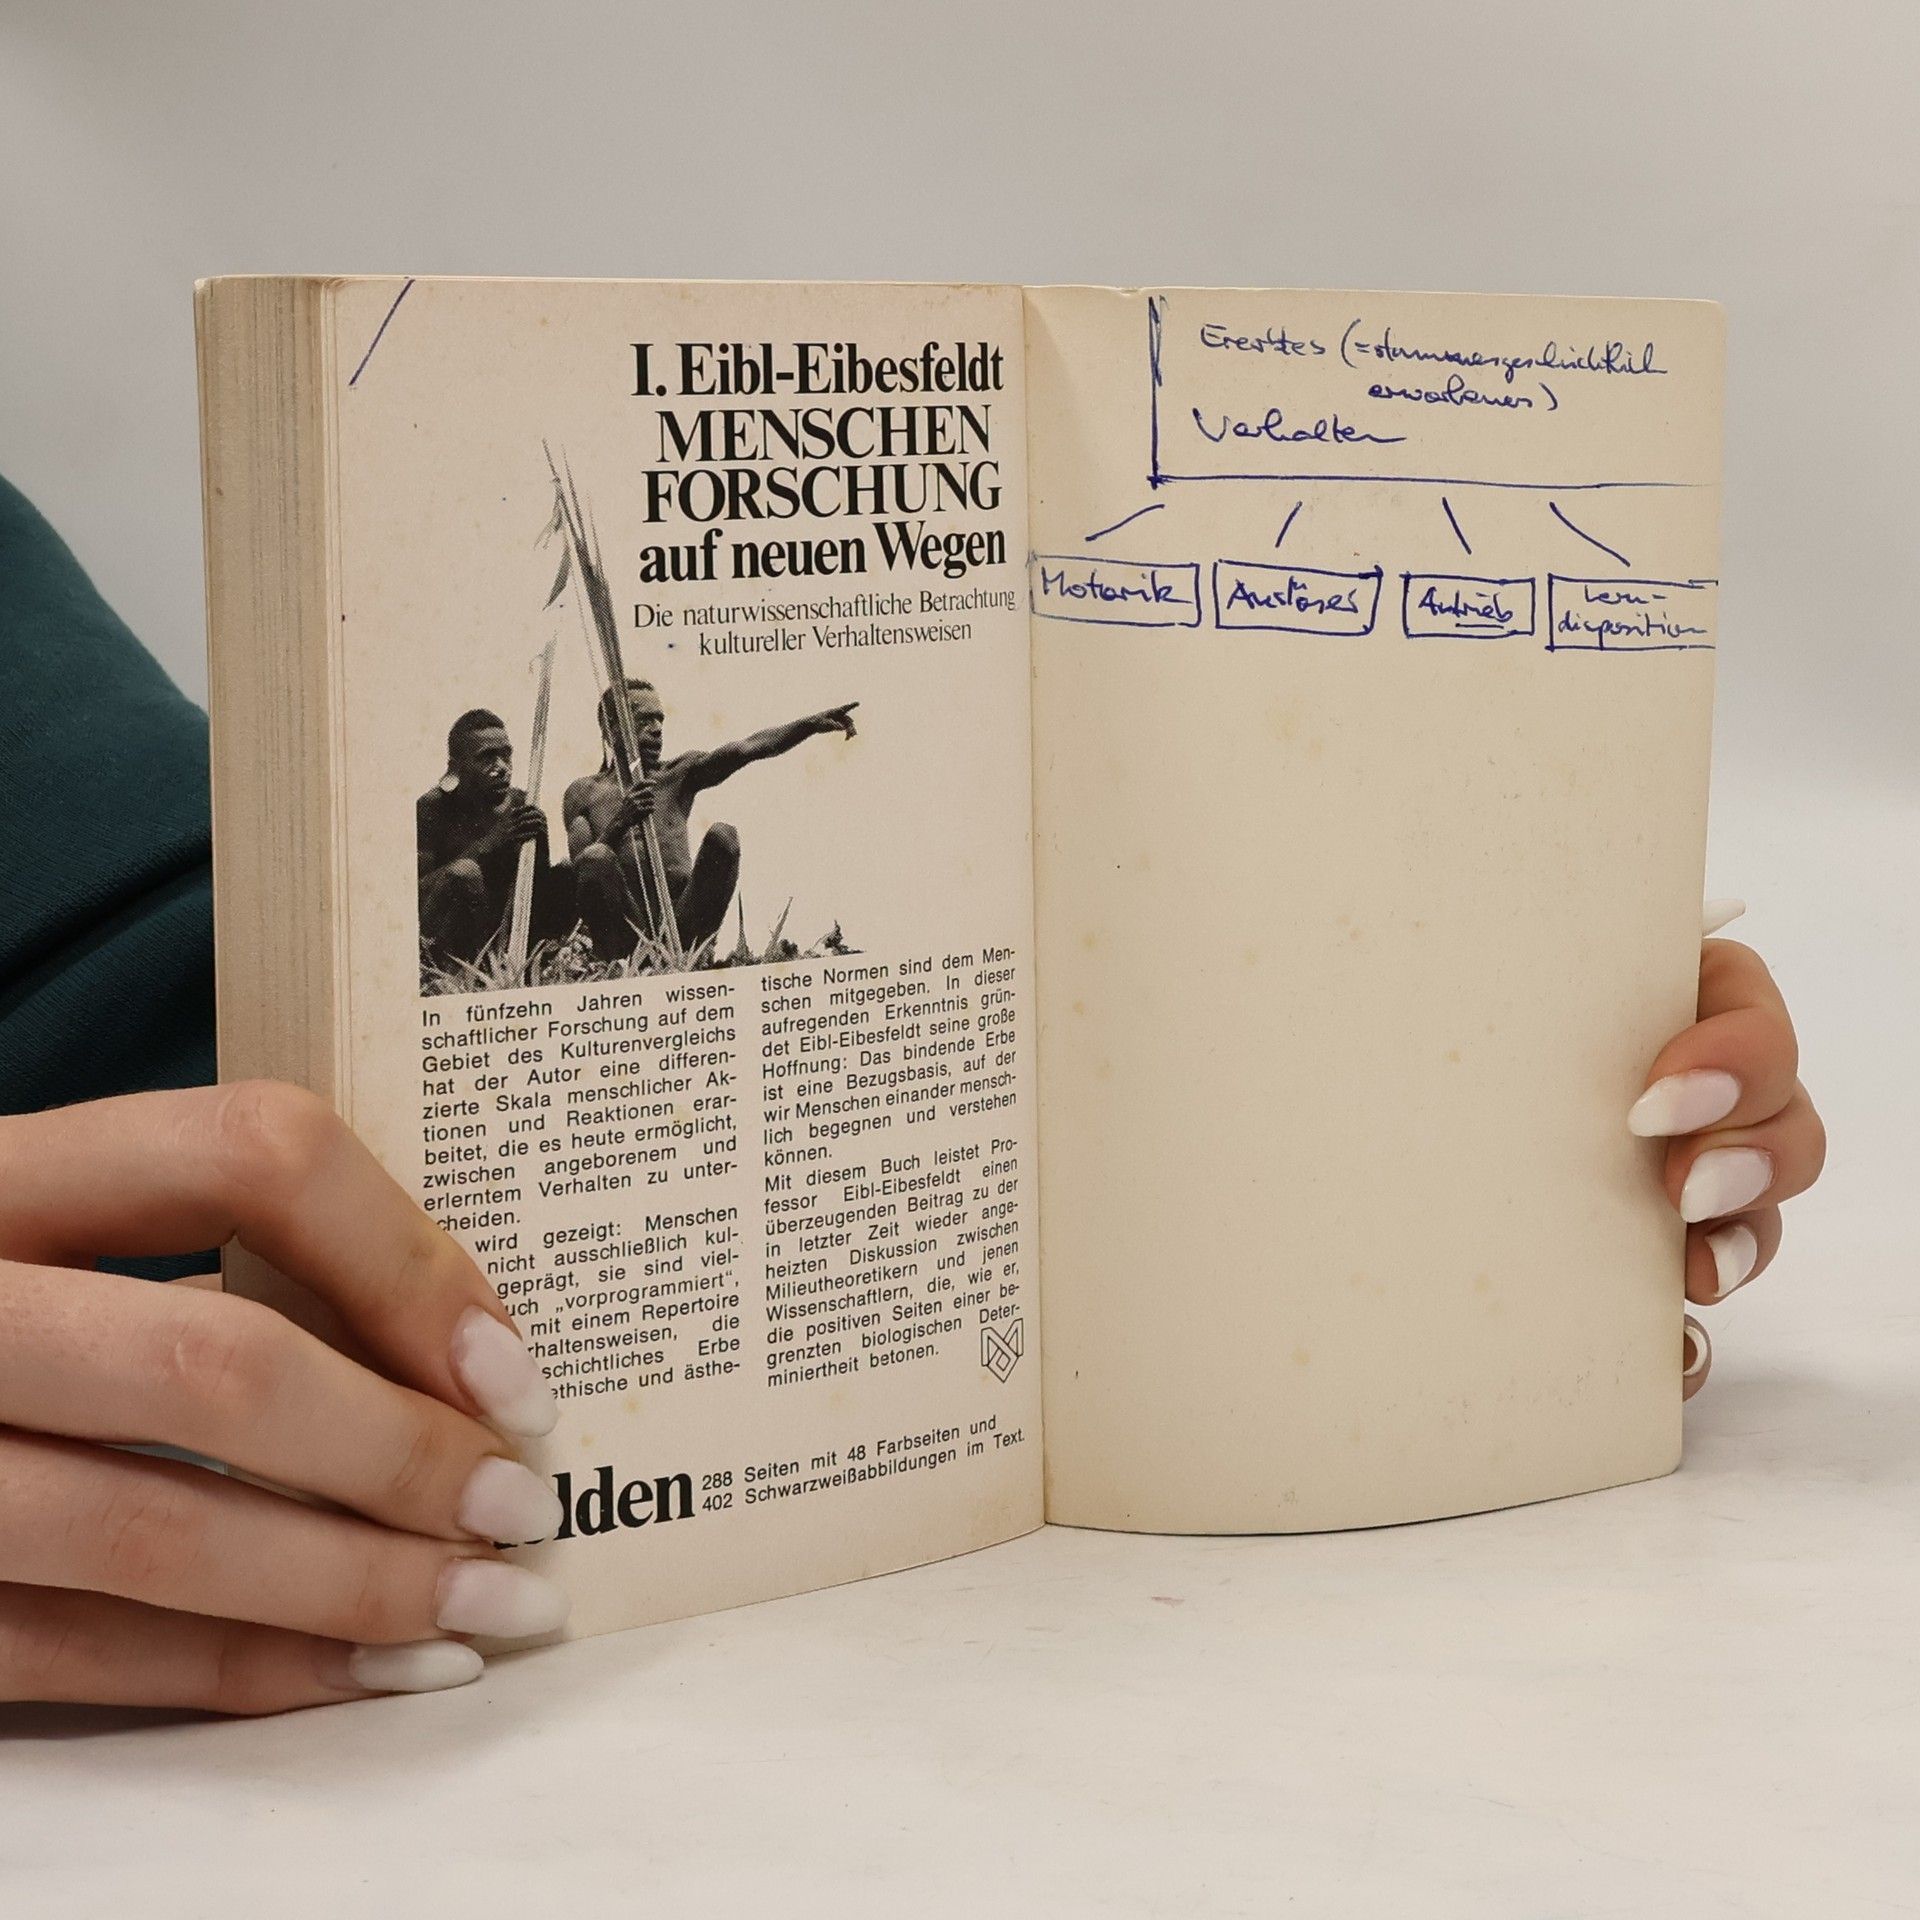 I. Eibl-Eibesfeldt
MENSCHEN
FORSCHUNG
auf neuen Wegen
Die naturwissenschaftliche Betrachtung
kultureller Verhaltensweisen
In fünfzehn Jahren wissen-
schaftlicher Forschung auf dem
Gebiet des Kulturenvergleichs
hat der Autor eine differen-
zierte Skala menschlicher Ak-
tionen und Reaktionen erar-
beitet, die es heute ermöglicht,
zwischen angeborenem und
erlerntem Verhalten zu unter-
cheiden.
wird gezeigt: Menschen
nicht ausschließlich kul-
geprägt, sie sind viel-
uch „vorprogrammiert“,
mit einem Repertoire
rhaltensweisen, die
schichtliches Erbe
ethische und ästhe-
tische Normen sind dem Men-
schen mitgegeben. In dieser
aufregenden Erkenntnis grün-
det Eibl-Eibesfeldt seine große
Hoffnung: Das bindende Erbe
ist eine Bezugsbasis, auf der
wir Menschen einander mensch-
lich begegnen und verstehen
können.
Mit diesem Buch leistet Pro-
fessor Eibl-Eibesfeldt einen
überzeugenden Beitrag zu der
in letzter Zeit wieder ange-
heizten Diskussion zwischen
Milieutheoretikern und jenen
Wissenschaftlern, die, wie er,
die positiven Seiten einer be-
grenzten biologischen Deter-
miniertheit betonen.
lden
288 Seiten mit 48 Farbseiten und
402 Schwarzweißabbildungen im Text.
Ererbtes (=stammesgeschichtlich
erworbenes)
Verhalten
Motorik Auslöser Antrieb Lern-
disposition